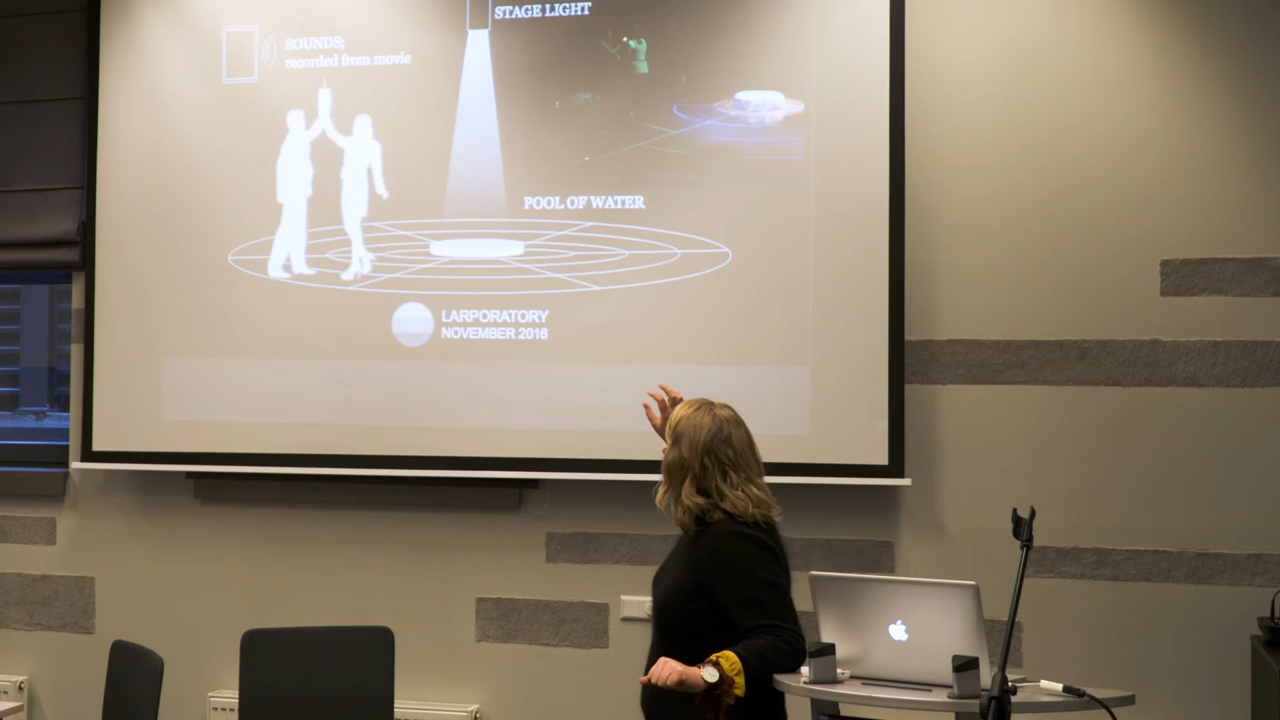 STAGE LIGHT
SOUNDS;
recorded from movie
POOL OF WATER
LARPORATORY
NOVEMBER 2016